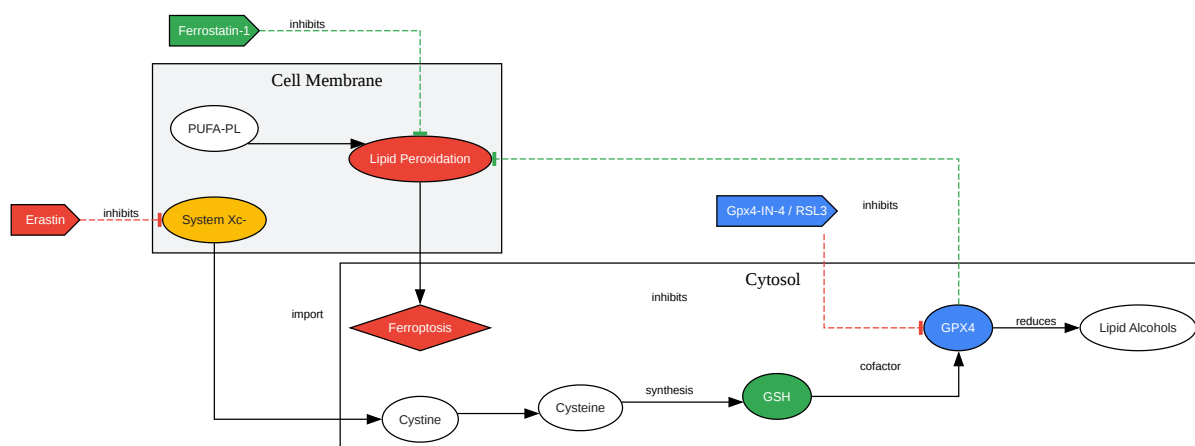 Ferrostatin-1
inhibits
Cell Membrane
PUFA-PL
Lipid Peroxidation
Erastin
inhibits
System Xc-
Gpx4-IN-4 / RSL3
inhibits
Cytosol
inhibits
import
Ferroptosis
GPX4
reduces
Lipid Alcohols
cofactor
synthesis
GSH
Cysteine
Cystine